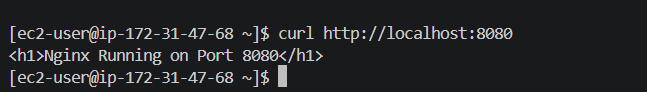 [ec2-user@ip-172-31-47-68 ~]$ curl http://localhost:8080
<h1>Nginx Running on Port 8080</h1>
[ec2-user@ip-172-31-47-68 ~]$